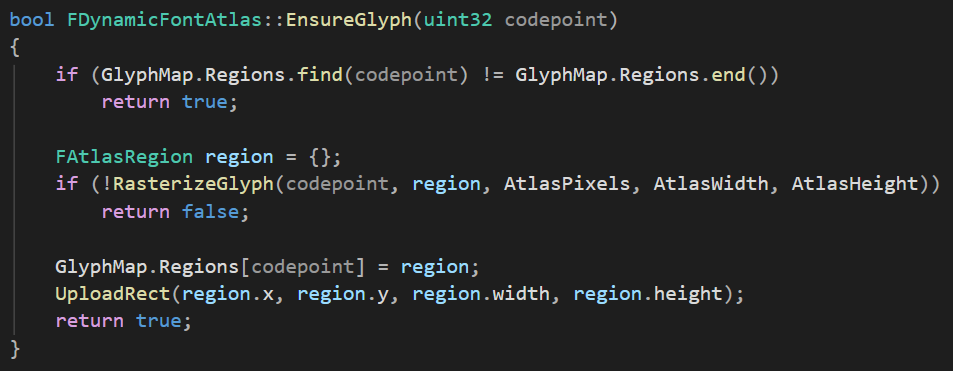 bool FDynamicFontAtlas::EnsureGlyph(uint32 codepoint)
{
    if (GlyphMap.Regions.find(codepoint) != GlyphMap.Regions.end())
        return true;

    FAtlasRegion region = {};
    if (!RasterizeGlyph(codepoint, region, AtlasPixels, AtlasWidth, AtlasHeight))
        return false;

    GlyphMap.Regions[codepoint] = region;
    UploadRect(region.x, region.y, region.width, region.height);
    return true;
}